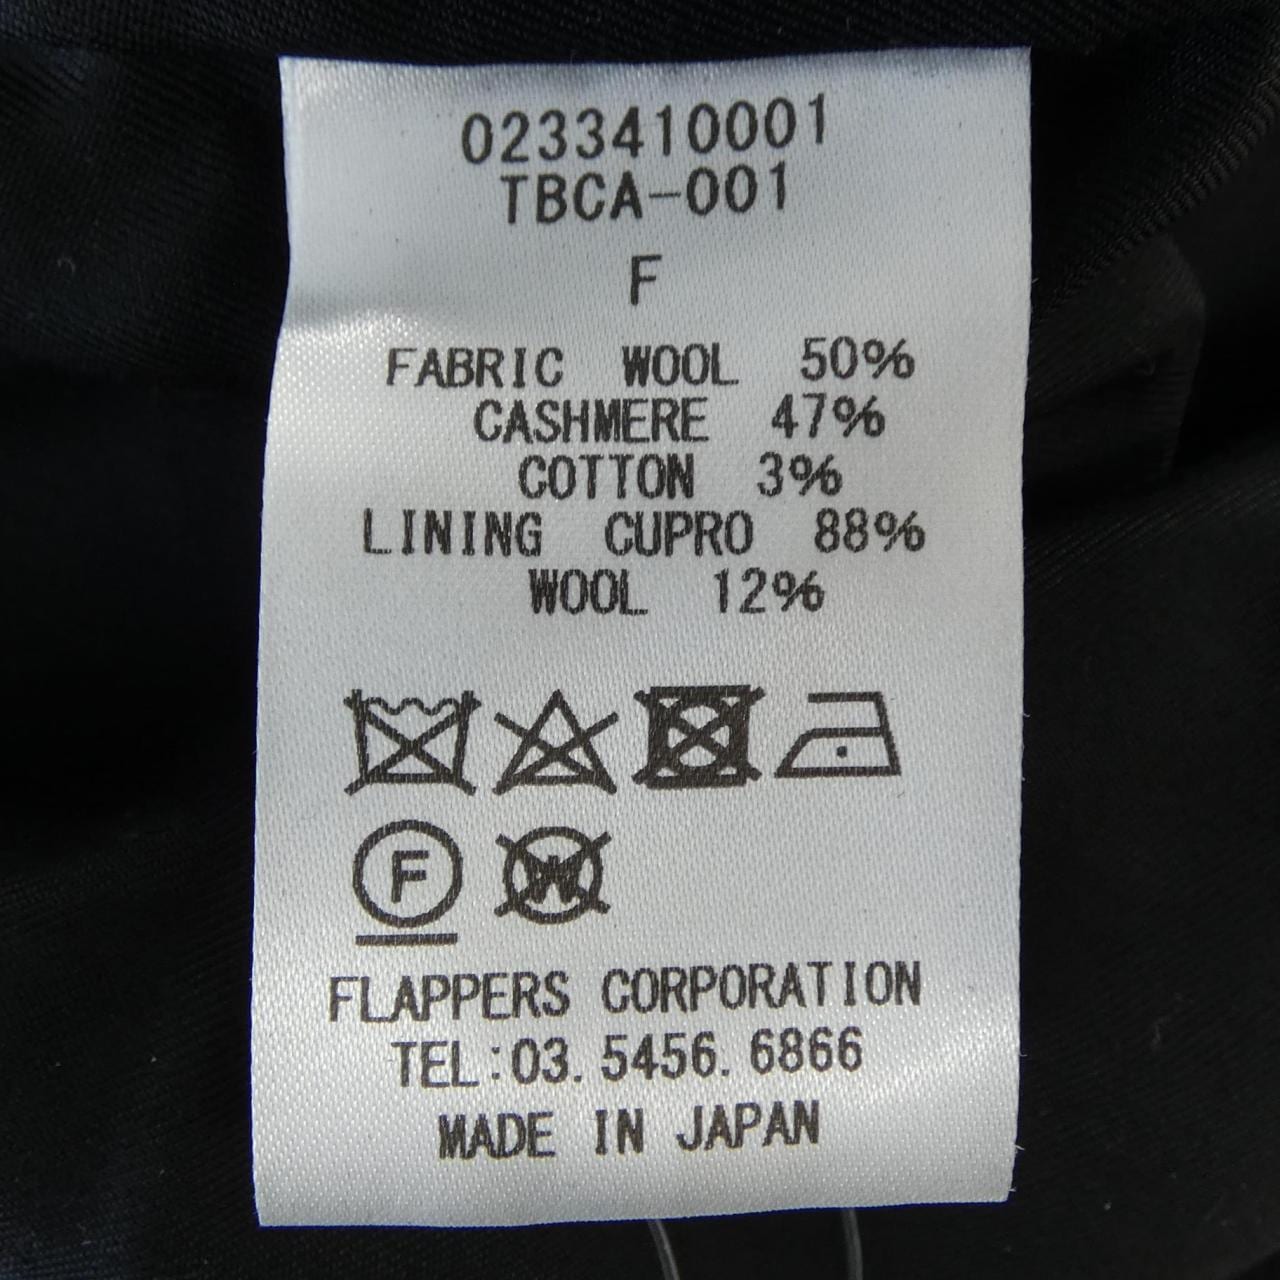 0233410001
TBCA-001
F
FABRIC WOOL 50%
CASHMERE 47%
COTTON 3%
LINING CUPRO 88%
WOOL 12%
F W
FLAPPERS CORPORATION
TEL:03.5456.6866
MADE IN JAPAN